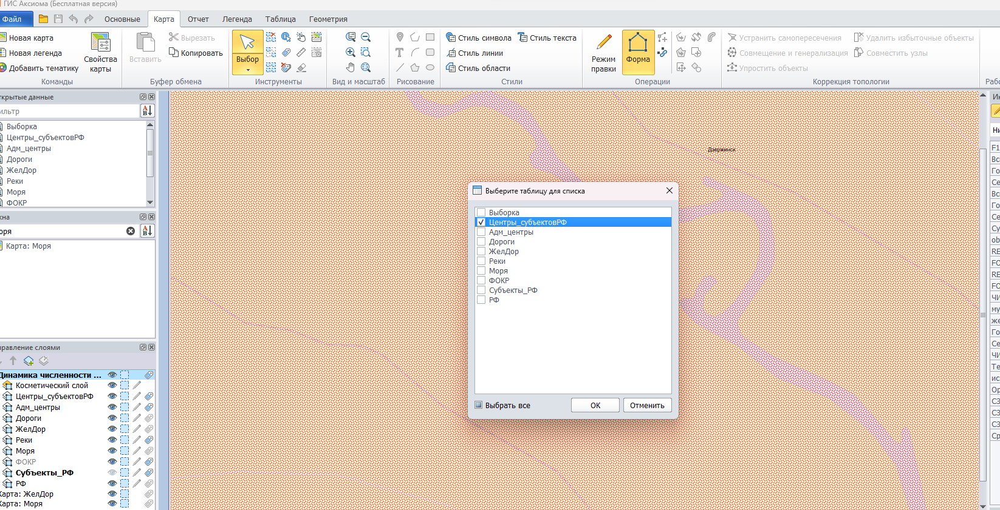 ГИС Аксиома (Бесплатная версия)
Файл
Основные
Карта
Отчет
Легенда
Таблица
Геометрия
Новая карта
Новая легенда
Добавить тематику
Свойства карты
Команды
Вставить
Вырезать
Копировать
Буфер обмена
Выбор
Инструменты
Вид и масштаб
Рисование
Стиль символа
Стиль текста
Стиль линии
Стиль области
Стили
Режим правки
Форма
Операции
Устранить самопересечения
Удалить избыточные объекты
Совмещение и генерализация
Совместить узлы
Упростить объекты
Коррекция топологии
Рабо
ткрытые данные
ильтр
Выборка
Центры_субъектовРФ
Адм_центры
Дороги
ЖелДор
Реки
Моря
ФОКР
кна
оря
Карта: Моря
правление слоями
Динамика численности ...
Косметический слой
Центры_субъектовРФ
Адм_центры
Дороги
ЖелДор
Реки
Моря
ФОКР
Субъекты_РФ
РФ
Карта: ЖелДор
Карта: Моря
Дзержинск
Выберите таблицу для списка
Выборка
Центры_субъектовРФ
Адм_центры
Дороги
ЖелДор
Реки
Моря
ФОКР
Субъекты_РФ
РФ
Выбрать все
ОК
Отменить
Ин
Ни
F1
Вс
Го
Се
Вс
Го
Се
Су
ob
RE
FO
RE
FO
ЧИ
му
же
Го
Се
ЧИ
Те
ис
Ор
СЗ
СЗ
СЗ
Ср